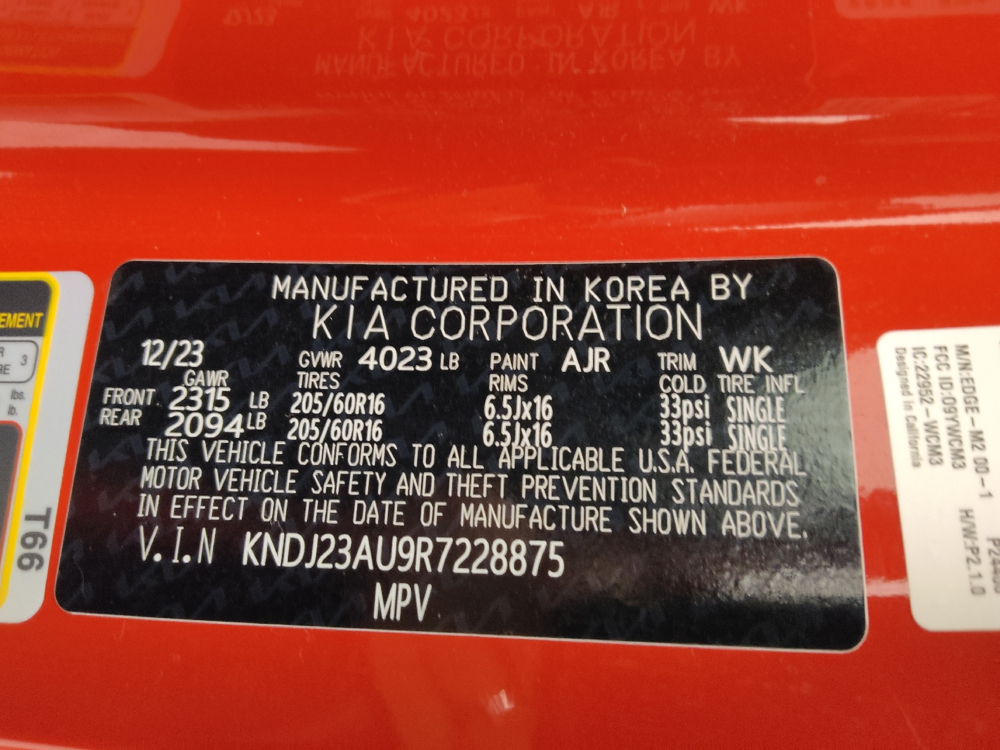 MANUFACTURED IN KOREA BY
KIA CORPORATION
12/23 GVWR 4023 LB PAINT AJR TRIM WK
GAWR TIRES RIMS COLD TIRE INFL
FRONT. 2315 LB 205/60R16 6.5Jx16 33psi SINGLE
REAR 2094 LB 205/60R16 6.5Jx16 33psi SINGLE
THIS VEHICLE CONFORMS TO ALL APPLICABLE U.S.A. FEDERAL
MOTOR VEHICLE SAFETY AND THEFT PREVENTION STANDARDS
IN EFFECT ON THE DATE OF MANUFACTURE SHOWN ABOVE.
V.I.N KNDJ23AU9R7228875
MPV
EMENT
3
lbs.
lb.
T66
M/N:EDGE-M2 00-1 H/W:P2.1.0
FCC ID:O9YWCM3
IC:22952-WCM3
Designed in California